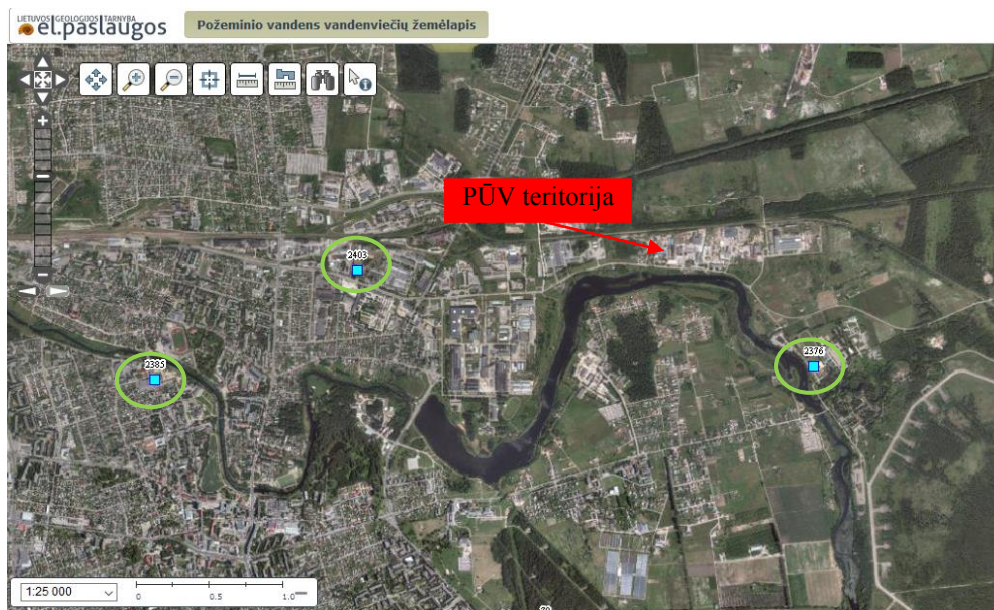 LIETUVOS GEOLOGIJOS TARNYBA
el.paslaugos
Požeminio vandens vandenviečių žemėlapis
PŪV teritorija
2403
2385
2376
1:25 000
0 0.5 1.0